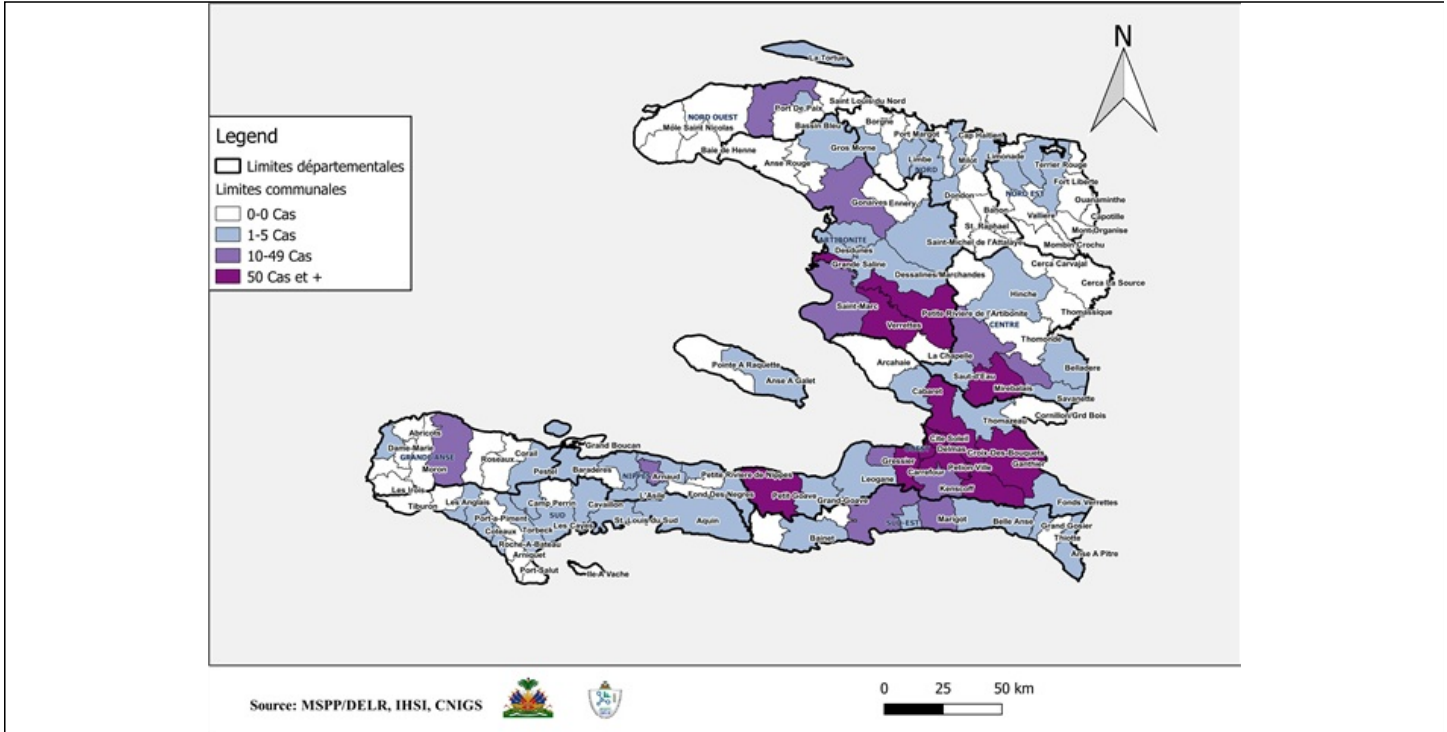 N
Legend
Limites départementales
Limites communales
0-0 Cas
1-5 Cas
10-49 Cas
50 Cas et +
La Tortue
Port De Paix
Saint Louis du Nord
NORD OUEST
Môle Saint Nicolas
Bassin Bleu
Borgne
Port Margot
Cap Haïtien
Baie de Henne
Anse Rouge
Gros Morne
Limbe
NORD
Milot
Limonade
Terrier Rouge
Fort Liberte
NORD EST
Ouanaminthe
Gonaives
Ennery
Dondon
Bahon
Valliere
Capotille
St. Raphael
Mont-Organise
ARTIBONITE
Desdunes
Saint-Michel de l'Attalaye
Mombin Crochu
Grande Saline
Dessalines/Marchandes
Cerca Carvajal
Cerca La Source
Hinche
Saint-Marc
Petite Rivière de l'Artibonite
Thomassique
Verrettes
CENTRE
Thomonde
Arcahaie
La Chapelle
Pointe A Raquette
Saut-d'Eau
Belladere
Anse A Galet
Cabaret
Mirebalais
Savanette
Cornillon/Grd Bois
Thomazeau
Abricots
Grand Boucan
Cite Soleil
Dame-Marie
Corail
Delmas
Croix-Des-Bouquets
GRANDE ANSE
Roseaux
Gressier
Ganthier
Moron
Pestel
Baradères
NIPPES
Arnaud
Petite Riviere de Nippes
Carrefour
Petion Ville
Leogane
Kenscoff
Les Irois
L'Asile
Fond Des Negres
Petit Goave
Grand Goave
Fonds Verrettes
Tiburon
Les Anglais
Camp Perrin
Cavaillon
Port-a-Piment
SUD
St. Louis du Sud
Aquin
SUD-EST
Marigot
Belle Anse
Grand Gosier
Coteaux
Torbeck
Les Cayes
Bainet
Thiotte
Roche-A-Bateau
Arniquet
Anse A Pitre
Port-Salut
Ile A Vache
Source: MSPP/DELR, IHSI, CNIGS
0 25 50 km